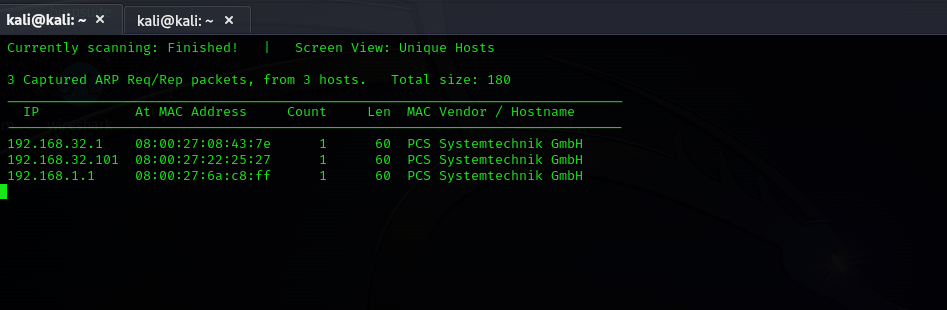 kali@kali: ~ × kali@kali: ~ ×
Currently scanning: Finished!   |   Screen View: Unique Hosts
3 Captured ARP Req/Rep packets, from 3 hosts.   Total size: 180
IP            At MAC Address     Count     Len  MAC Vendor / Hostname
192.168.32.1    08:00:27:08:43:7e      1      60  PCS Systemtechnik GmbH
192.168.32.101  08:00:27:22:25:27      1      60  PCS Systemtechnik GmbH
192.168.1.1     08:00:27:6a:c8:ff      1      60  PCS Systemtechnik GmbH